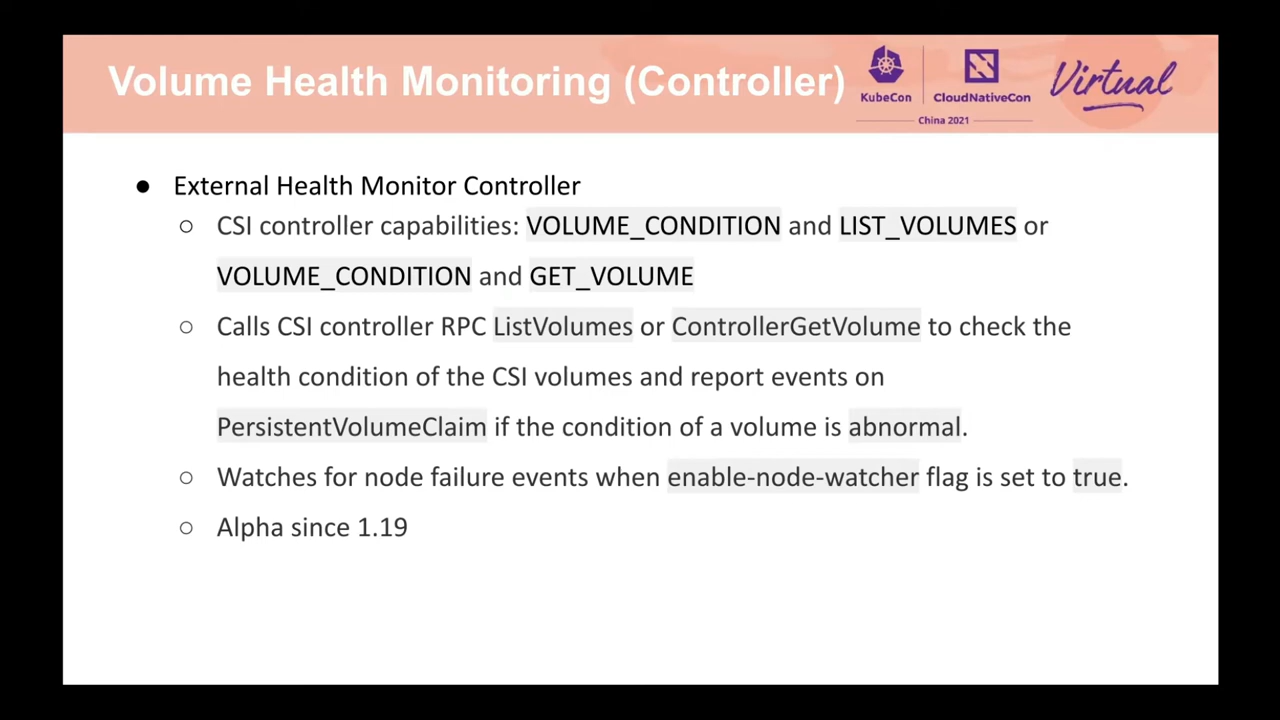 Volume Health Monitoring (Controller)
KubeCon
CloudNativeCon
China 2021
Virtual
● External Health Monitor Controller
○ CSI controller capabilities: VOLUME_CONDITION and LIST_VOLUMES or
VOLUME_CONDITION and GET_VOLUME
○ Calls CSI controller RPC ListVolumes or ControllerGetVolume to check the
health condition of the CSI volumes and report events on
PersistentVolumeClaim if the condition of a volume is abnormal.
○ Watches for node failure events when enable-node-watcher flag is set to true.
○ Alpha since 1.19